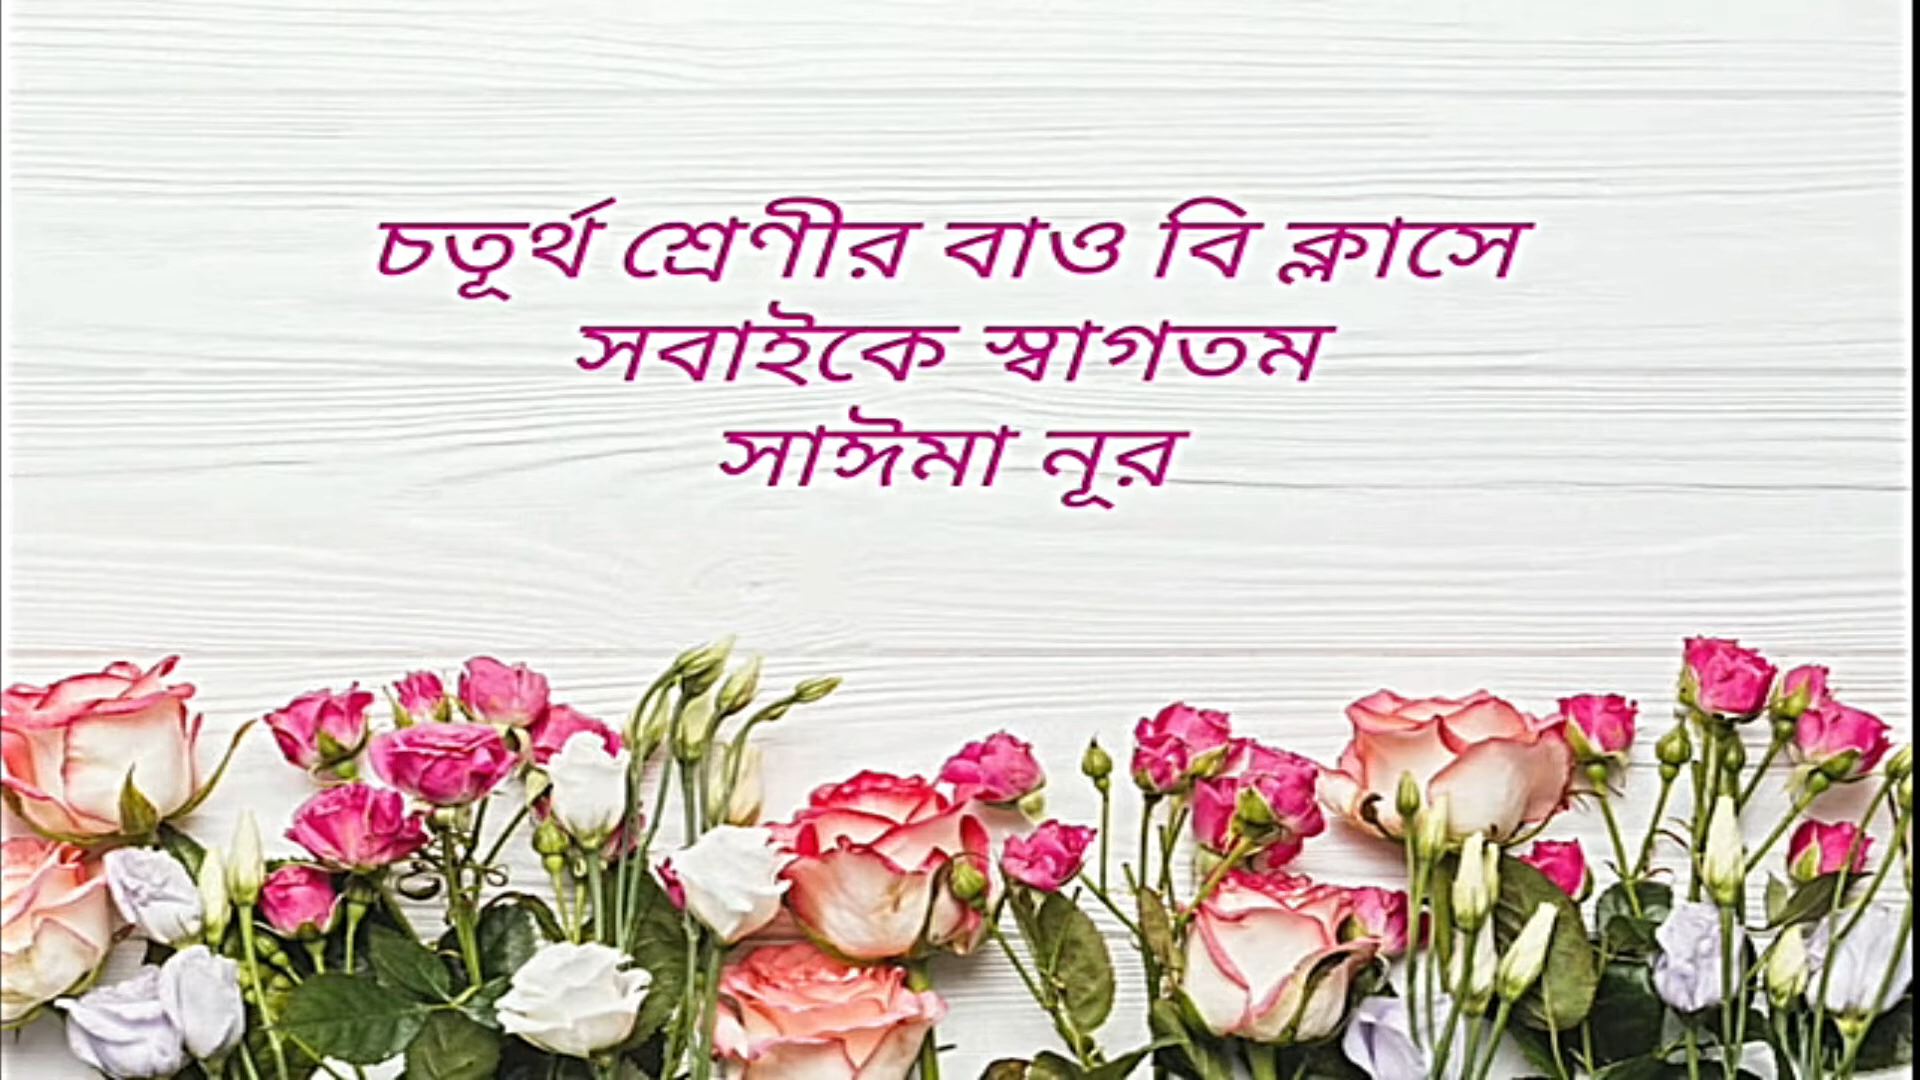 চতূর্থ শ্রেণীর বাও বি ক্লাসে
সবাইকে স্বাগতম
সাঈমা নূর